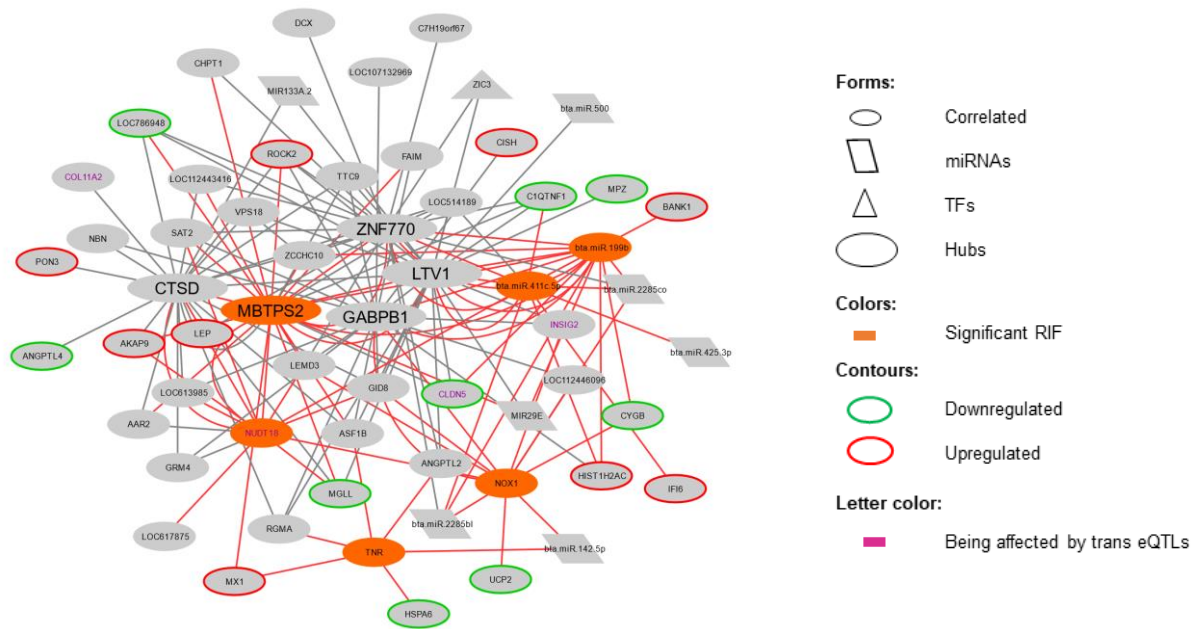 DCX
C7H19orf67
CHPT1
LOC107132969
MIR133A.2
ZIC3
bta.miR.500
LOC786948
ROCK2
FAIM
CISH
COL11A2
LOC112443416
TTC9
C1QTNF1
MPZ
VPS18
LOC514189
BANK1
NBN
SAT2
ZNF770
bta.miR.199b
PON3
ZCCHC10
CTSD
LTV1
bta.miR.411c.5p
bta.miR.2285co
MBTPS2
GABPB1
INSIG2
ANGPTL4
AKAP9
LEP
bta.miR.425.3p
LEMD3
LOC613985
GID8
CLDN5
LOC112446096
AAR2
NUDT18
ASF1B
MIR29E
CYGB
GRM4
ANGPTL2
MGLL
NOX1
HIST1H2AC
IFI6
LOC617875
RGMA
bta.miR.2285bl
TNR
bta.miR.142.5p
MX1
UCP2
HSPA6
Forms:
Correlated
miRNAs
TFs
Hubs
Colors:
Significant RIF
Contours:
Downregulated
Upregulated
Letter color:
Being affected by trans eQTLs